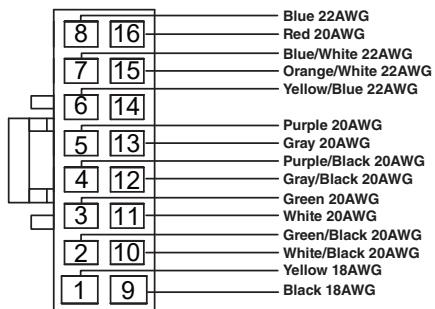 8 16
Blue 22AWG
Red 20AWG
7 15
Blue/White 22AWG
Orange/White 22AWG
6 14
Yellow/Blue 22AWG
5 13
Purple 20AWG
Gray 20AWG
4 12
Purple/Black 20AWG
Gray/Black 20AWG
3 11
Green 20AWG
White 20AWG
2 10
Green/Black 20AWG
White/Black 20AWG
1 9
Yellow 18AWG
Black 18AWG